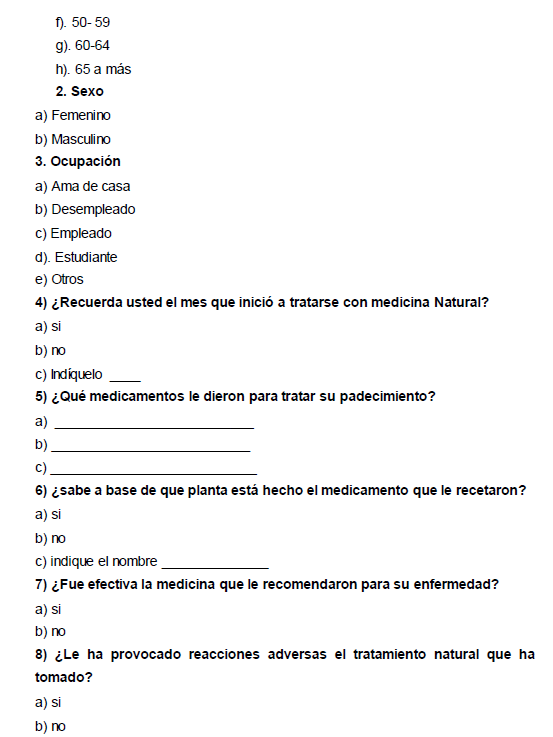 f). 50- 59
g). 60-64
h). 65 a más
2. Sexo
a) Femenino
b) Masculino
3. Ocupación
a) Ama de casa
b) Desempleado
c) Empleado
d). Estudiante
e) Otros
4) ¿Recuerda usted el mes que inició a tratarse con medicina Natural?
a) si
b) no
c) Indíquelo ____
5) ¿Qué medicamentos le dieron para tratar su padecimiento?
a) __________________________
b) __________________________
c) ___________________________
6) ¿sabe a base de que planta está hecho el medicamento que le recetaron?
a) si
b) no
c) indique el nombre ______________
7) ¿Fue efectiva la medicina que le recomendaron para su enfermedad?
a) si
b) no
8) ¿Le ha provocado reacciones adversas el tratamiento natural que ha
tomado?
a) si
b) no